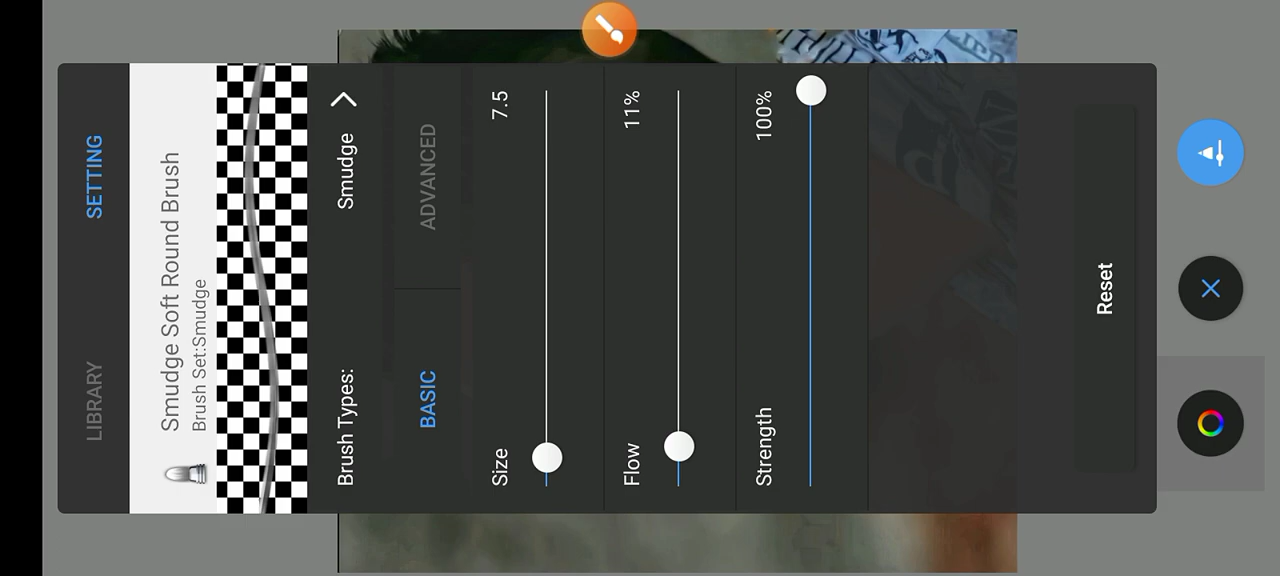 LIBRARY SETTING
Smudge Soft Round Brush
Brush Set:Smudge
Brush Types: Smudge
BASIC ADVANCED
Size 7.5
Flow 11%
Strength 100%
Reset